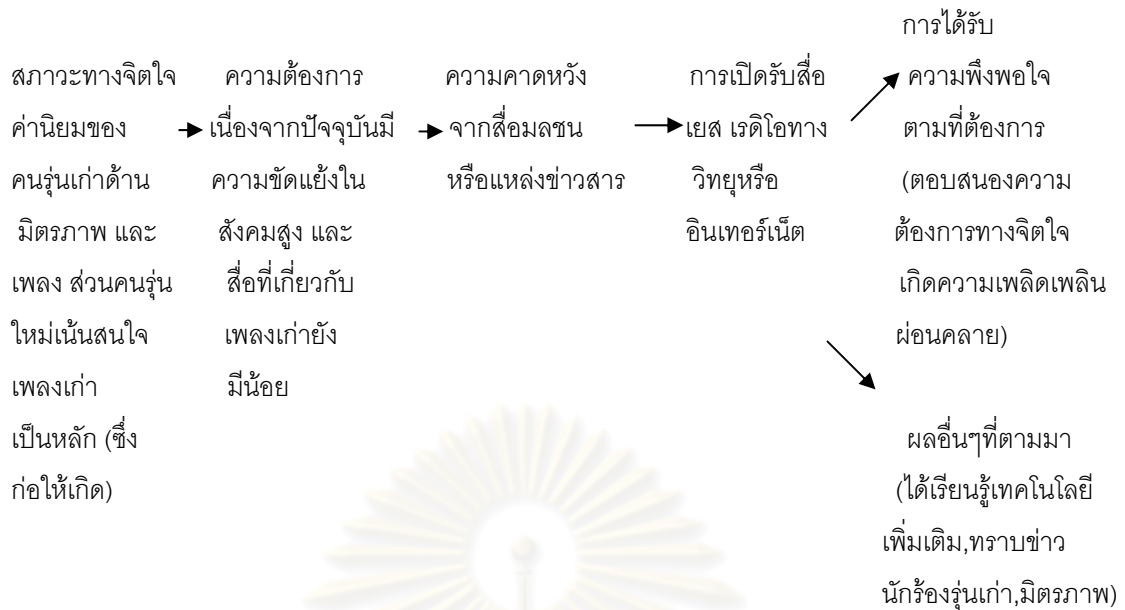 สภาวะทางจิตใจ
ค่านิยมของ
คนรุ่นเก่าด้าน
มิตรภาพ และ
เพลง ส่วนคนรุ่น
ใหม่เน้นสนใจ
เพลงเก่า
เป็นหลัก (ซึ่ง
ก่อให้เกิด)
ความต้องการ
เนื่องจากปัจจุบันมี
ความขัดแย้งใน
สังคมสูง และ
สื่อที่เกี่ยวกับ
เพลงเก่ายัง
มีน้อย
ความคาดหวัง
จากสื่อมลชน
หรือแหล่งข่าวสาร
การเปิดรับสื่อ
เยส เรดิโอทาง
วิทยุหรือ
อินเทอร์เน็ต
การได้รับ
ความพึงพอใจ
ตามที่ต้องการ
(ตอบสนองความ
ต้องการทางจิตใจ
เกิดความเพลิดเพลิน
ผ่อนคลาย)
ผลอื่นๆที่ตามมา
(ได้เรียนรู้เทคโนโลยี
เพิ่มเติม,ทราบข่าว
นักร้องรุ่นเก่า,มิตรภาพ)